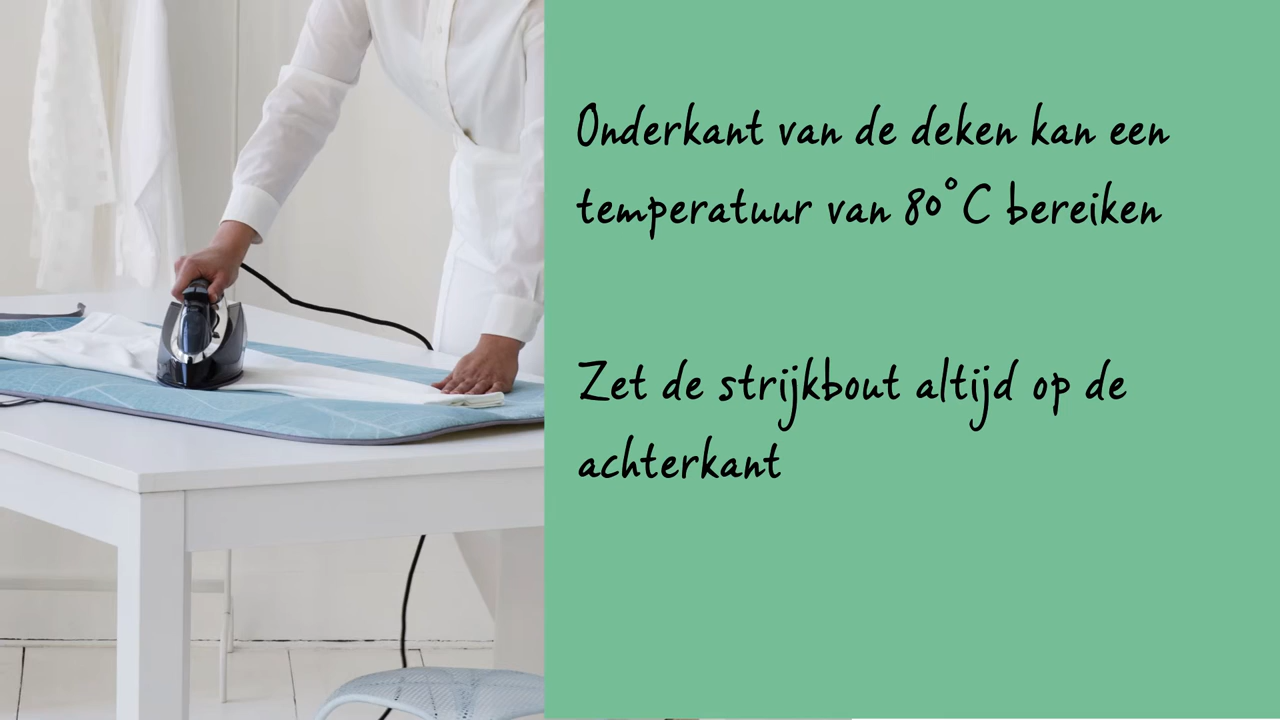 Onderkant van de deken kan een
temperatuur van 80°C bereiken
Zet de strijkbout altijd op de
achterkant